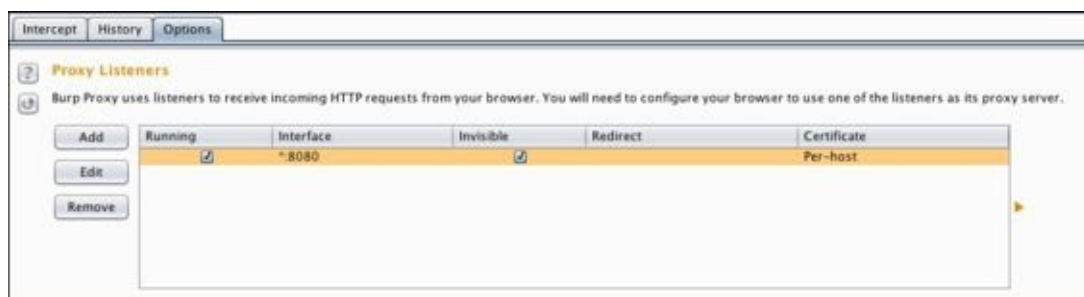 Intercept History Options
Proxy Listeners
Burp Proxy uses listeners to receive incoming HTTP requests from your browser. You will need to configure your browser to use one of the listeners as its proxy server.
Add Running Interface Invisible Redirect Certificate
*:8080 Per-host
Edit
Remove